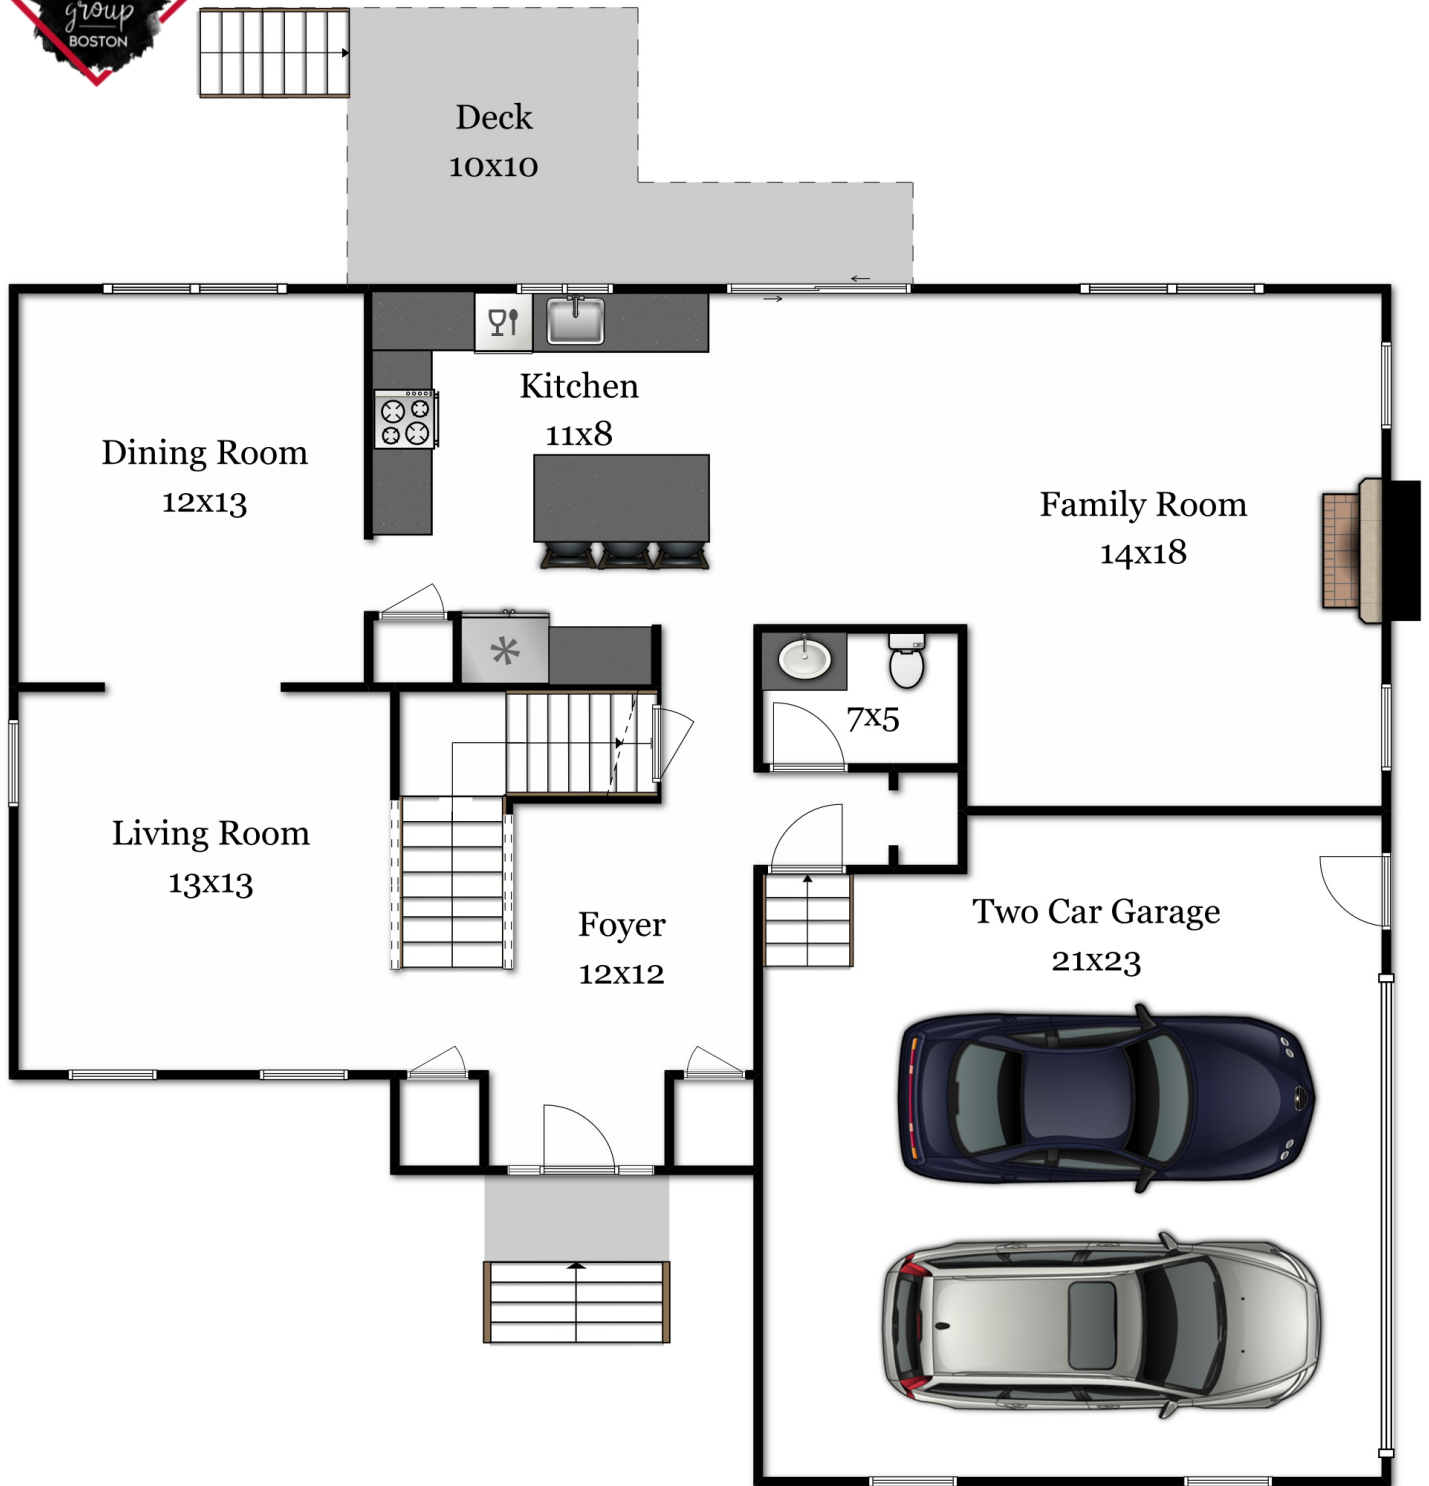 group
BOSTON
Deck
10x10
Kitchen
11x8
Dining Room
12x13
Family Room
14x18
7x5
Living Room
13x13
Two Car Garage
21x23
Foyer
12x12